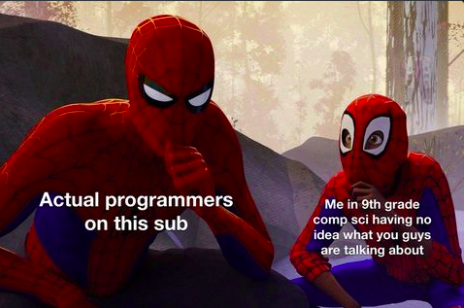 Actual programmers
on this sub
Me in 9th grade
comp sci having no
idea what you guys
are talking about